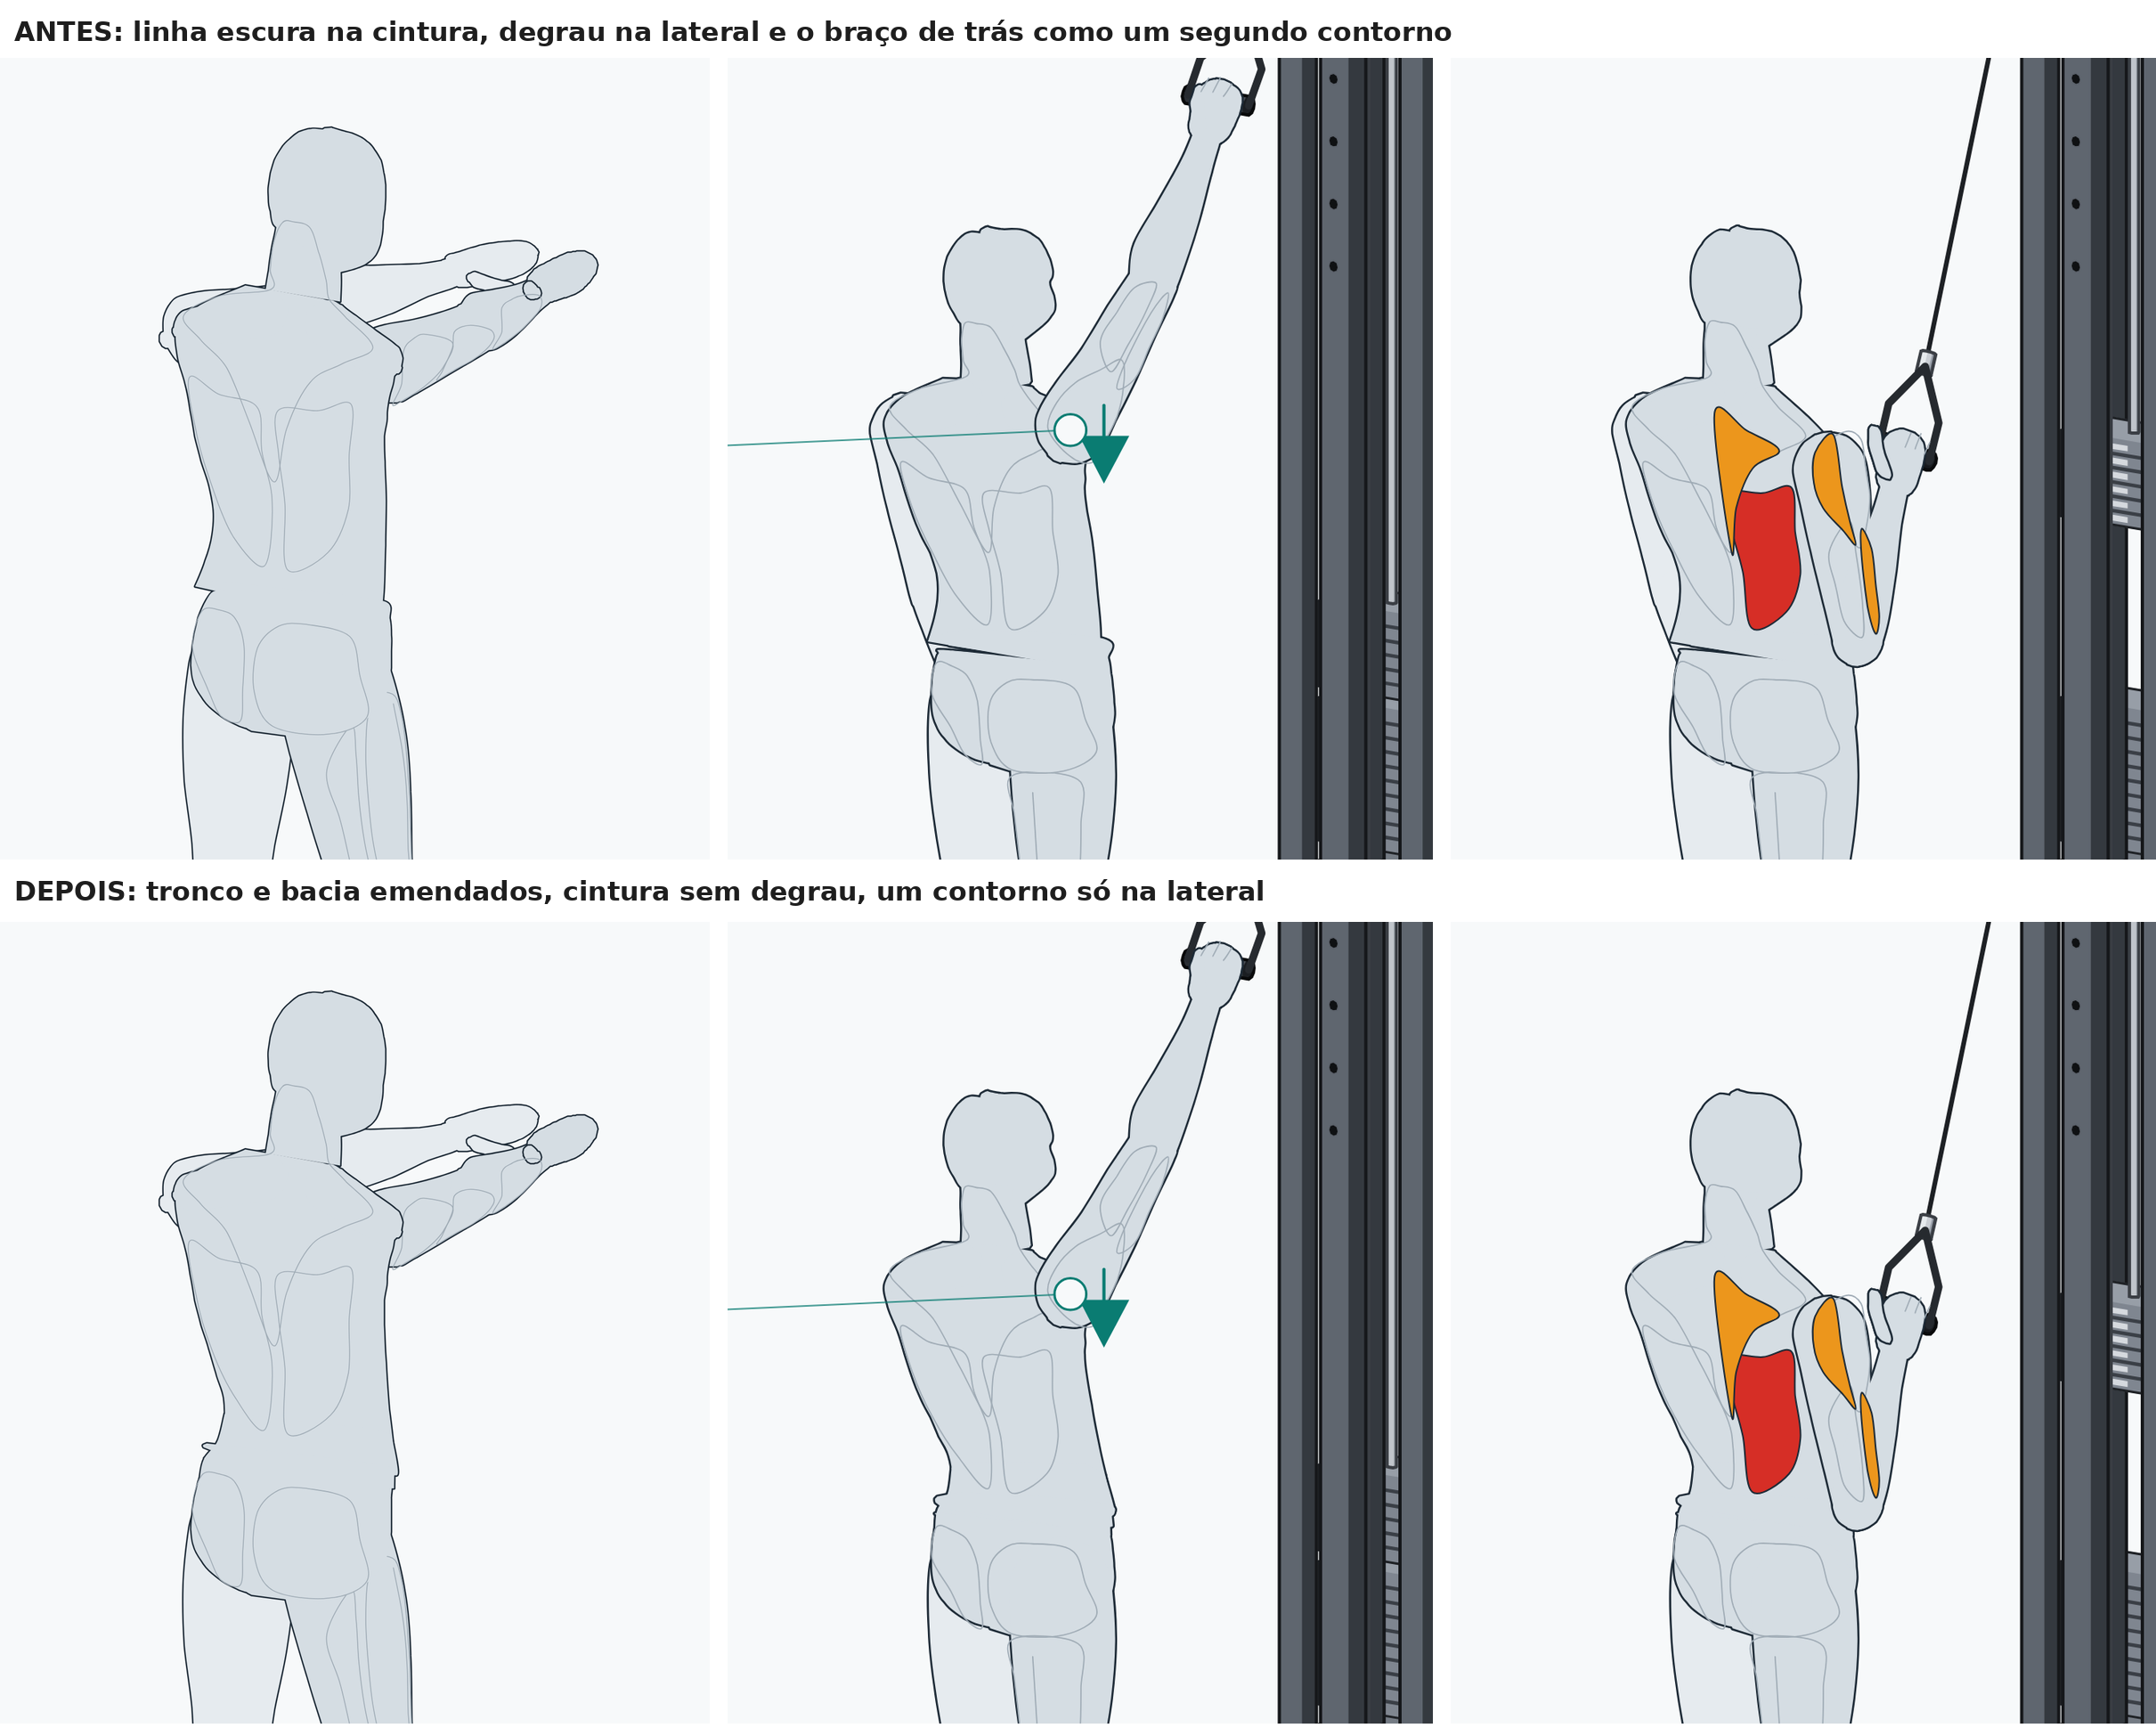 ANTES: linha escura na cintura, degrau na lateral e o braço de trás como um segundo contorno
DEPOIS: tronco e bacia emendados, cintura sem degrau, um contorno só na lateral